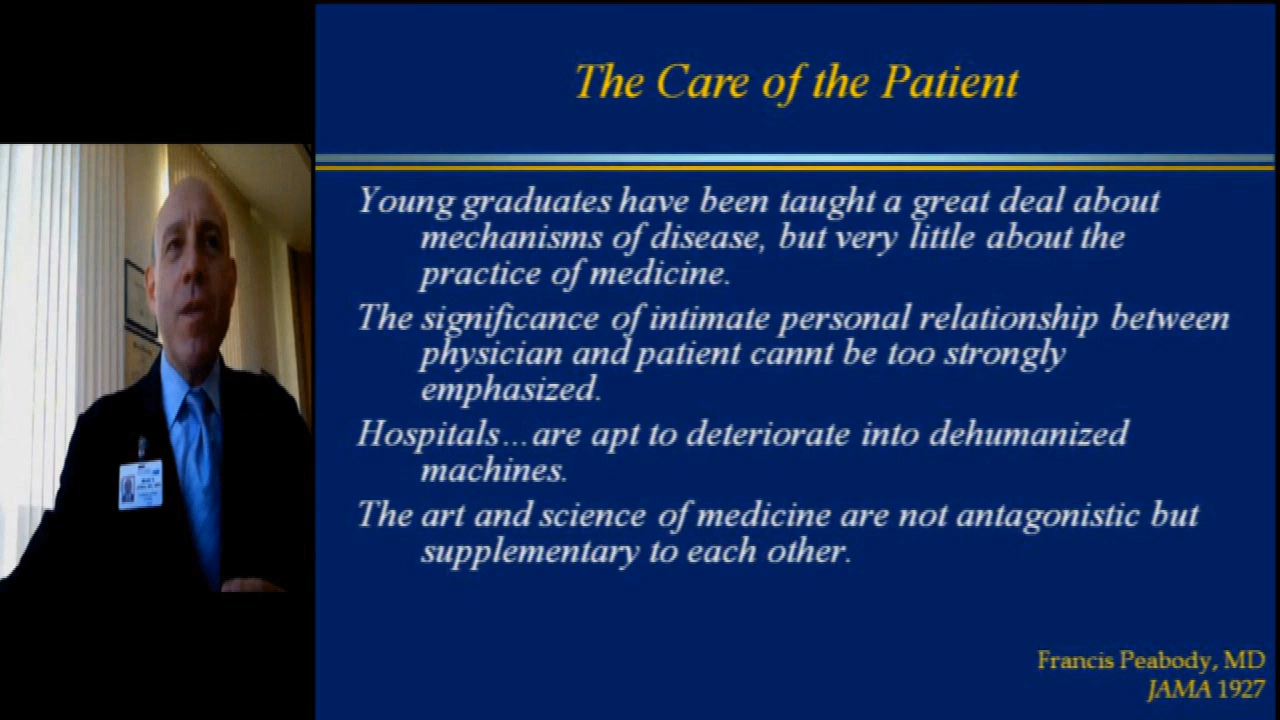 The Care of the Patient
Young graduates have been taught a great deal about
mechanisms of disease, but very little about the
practice of medicine.
The significance of intimate personal relationship between
physician and patient cannt be too strongly
emphasized.
Hospitals...are apt to deteriorate into dehumanized
machines.
The art and science of medicine are not antagonistic but
supplementary to each other.
Francis Peabody, MD
JAMA 1927